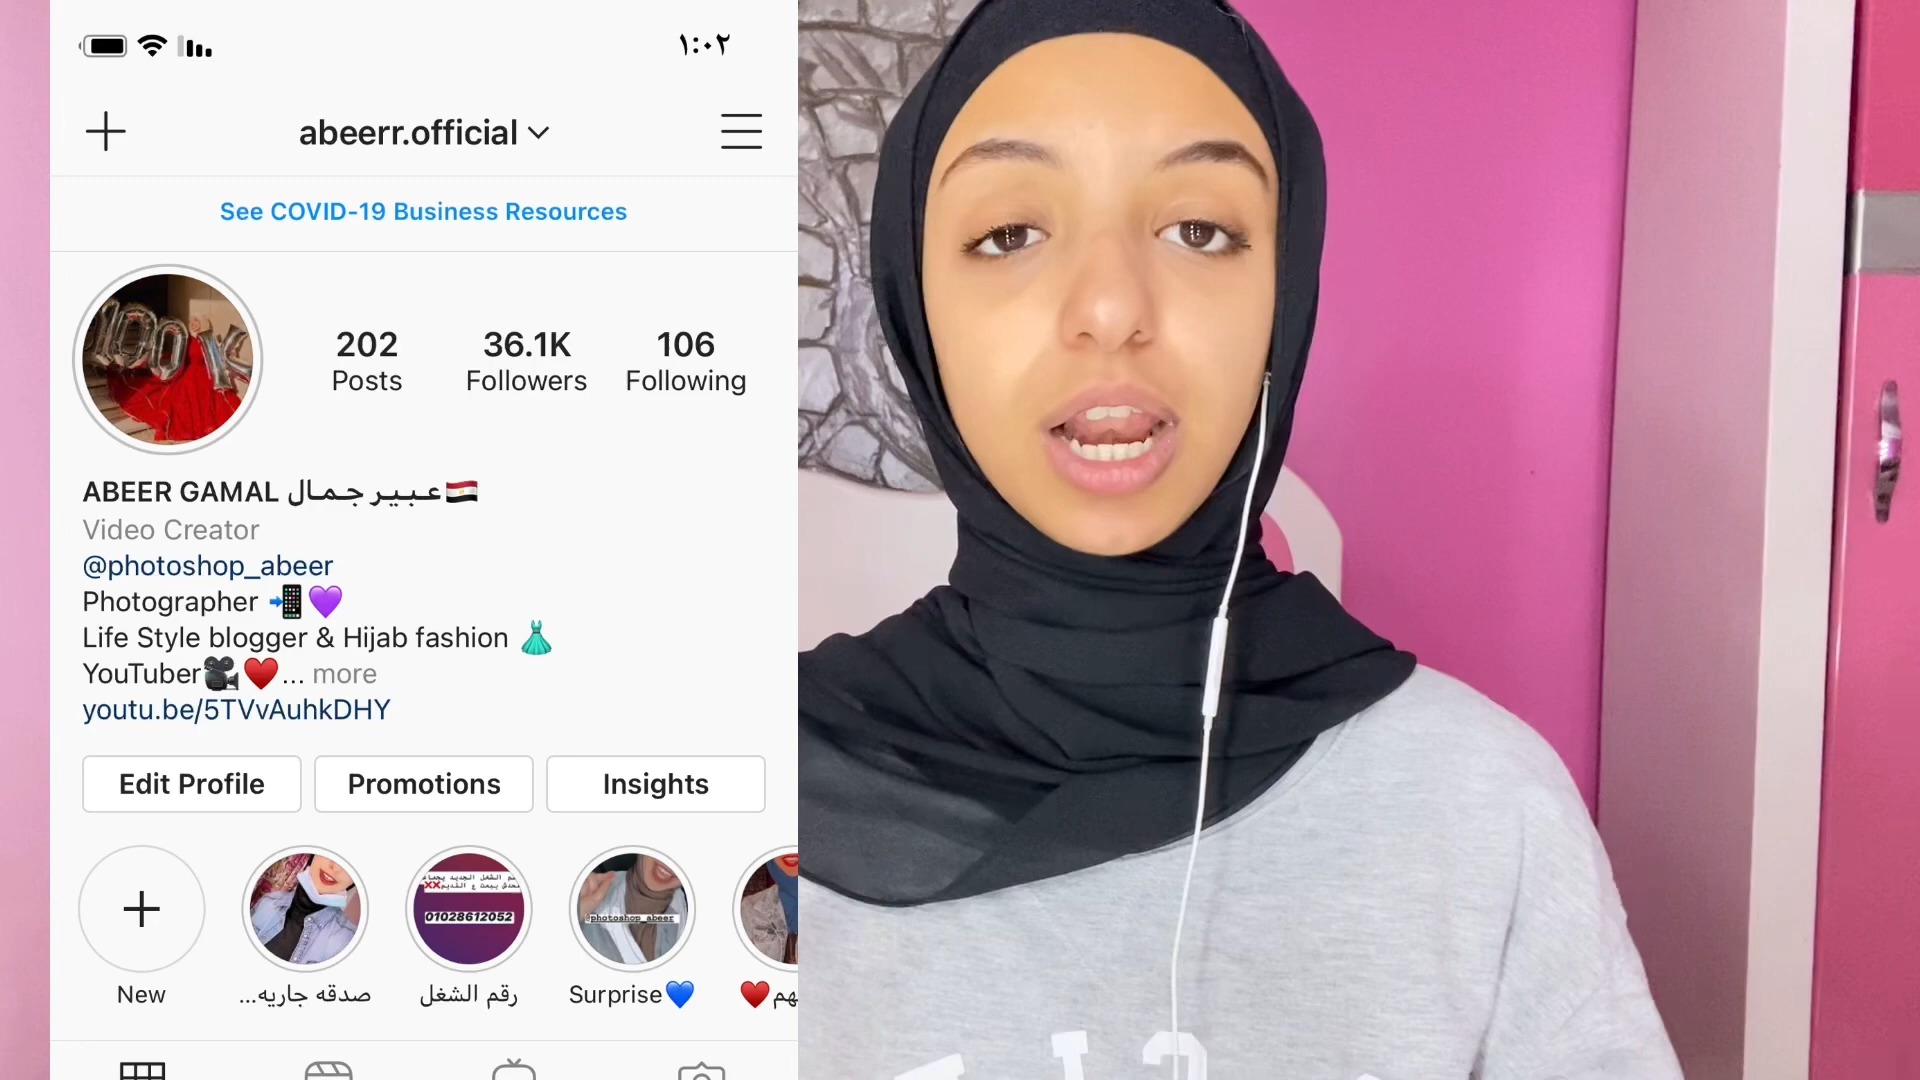 ١:٠٢
abeerr.official
See COVID-19 Business Resources
202
Posts
36.1K
Followers
106
Following
ABEER GAMAL عبير جمال
Video Creator
@photoshop_abeer
Photographer
Life Style blogger & Hijab fashion
YouTuber ... more
youtu.be/5TVvAuhkDHY
Edit Profile
Promotions
Insights
01028612052
@photoshop_abeer
New
صدقه جاريه...
رقم الشغل
Surprise